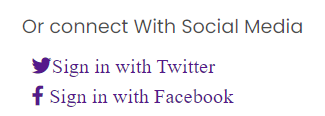 Or connect With Social Media
Sign in with Twitter
Sign in with Facebook